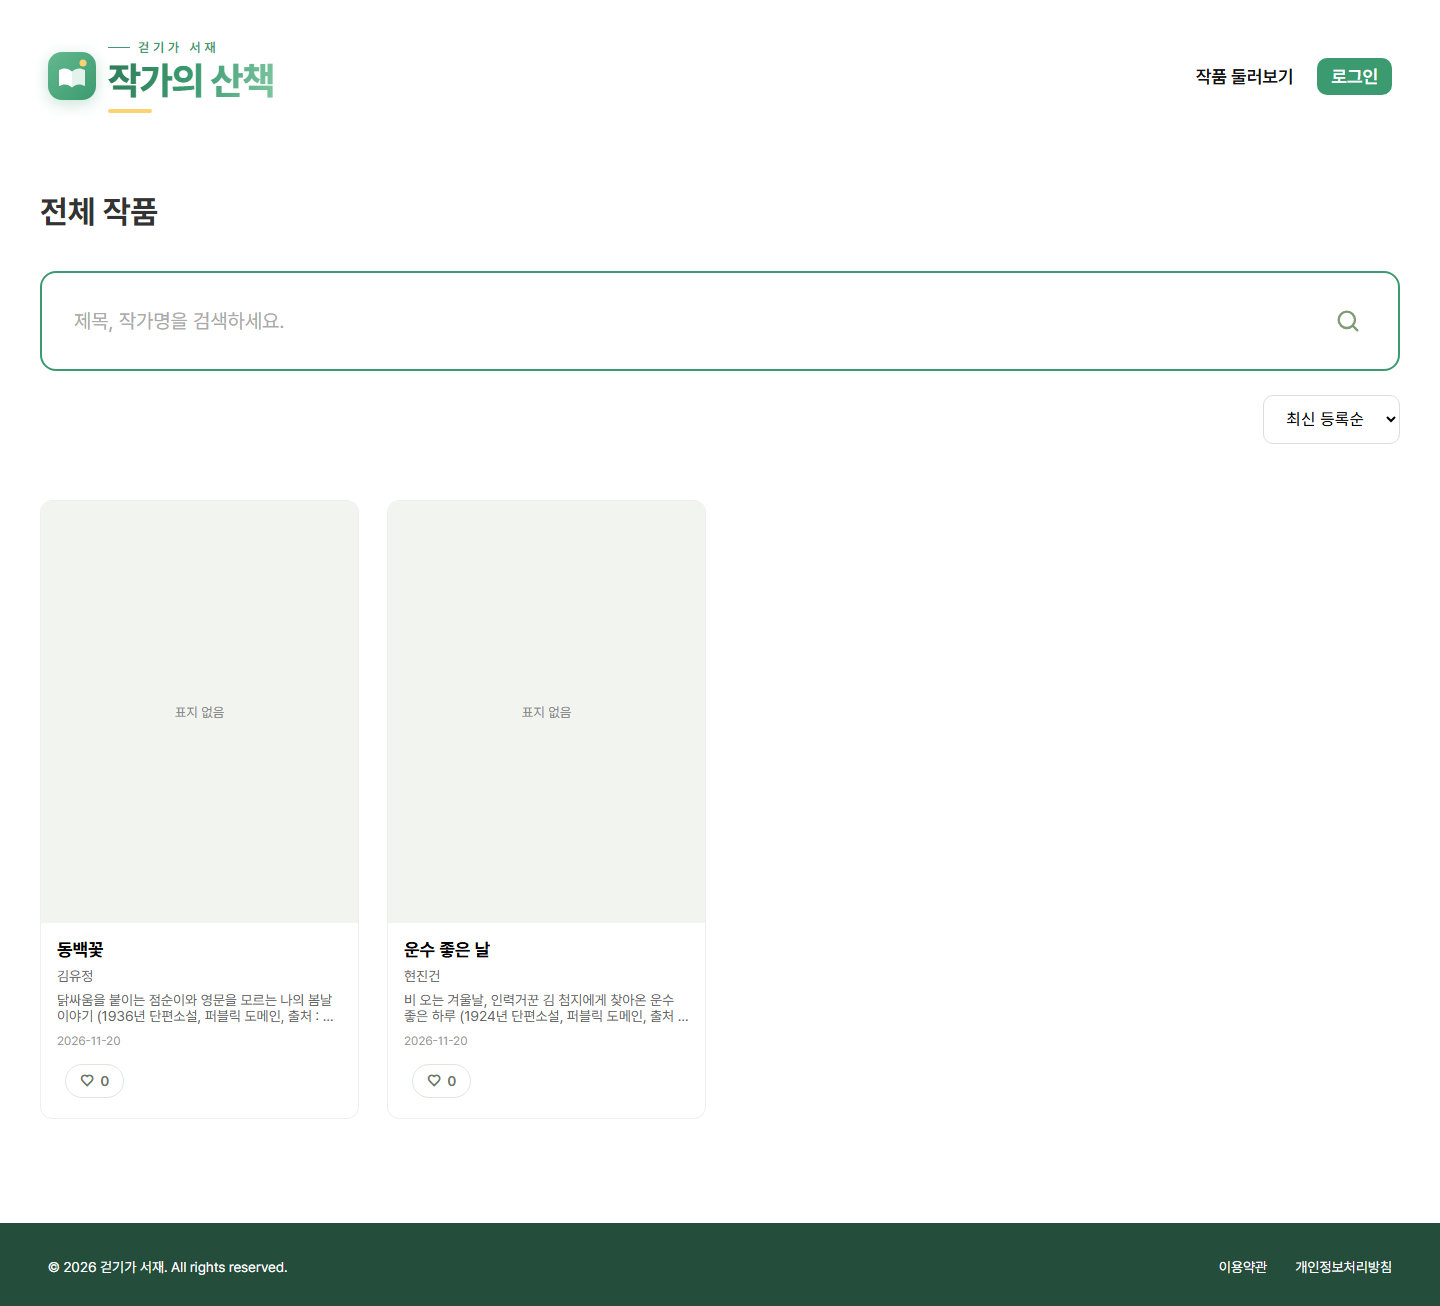 걷기가 서재
작가의 산책
작품 둘러보기
로그인
전체 작품
제목, 작가명을 검색하세요.
최신 등록순
표지 없음
표지 없음
동백꽃
김유정
닭싸움을 붙이는 점순이와 영문을 모르는 나의 봄날
이야기 (1936년 단편소설, 퍼블릭 도메인, 출처 : ...
2026-11-20
0
운수 좋은 날
현진건
비 오는 겨울날, 인력거꾼 김 첨지에게 찾아온 운수
좋은 하루 (1924년 단편소설, 퍼블릭 도메인, 출처 ...
2026-11-20
0
© 2026 걷기가 서재. All rights reserved.
이용약관
개인정보처리방침